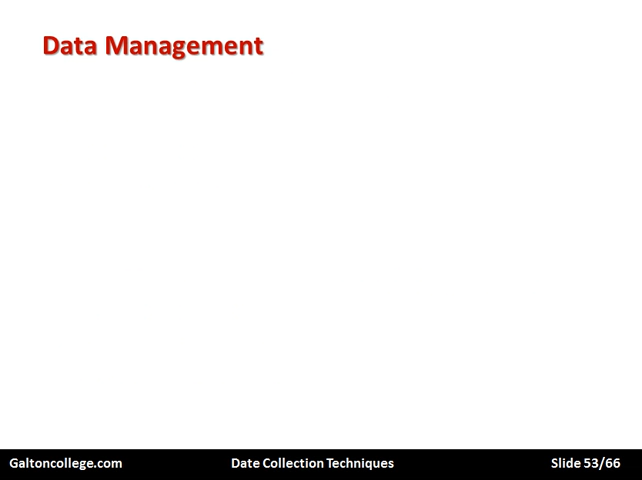 Data Management
Galtoncollege.com Date Collection Techniques Slide 53/66